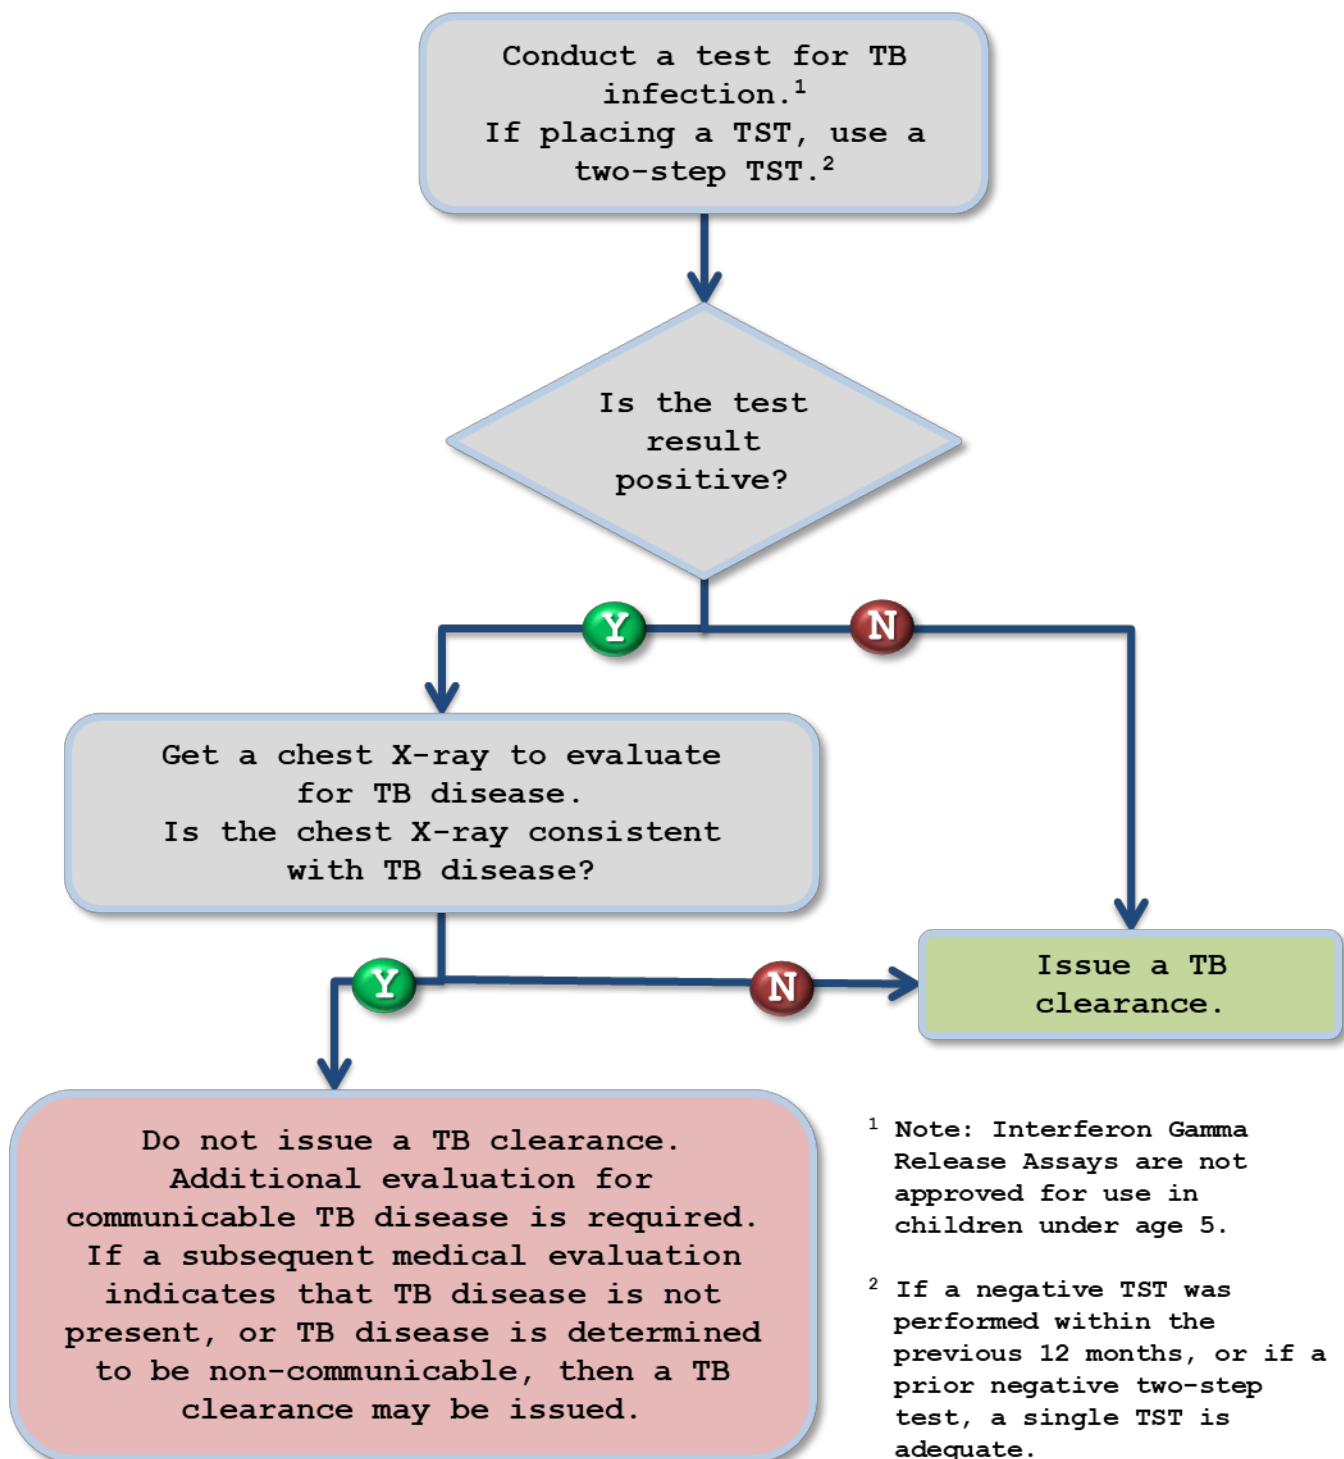 Conduct a test for TB
infection.¹
If placing a TST, use a
two-step TST.²
Is the test
result
positive?
Y
N
Get a chest X-ray to evaluate
for TB disease.
Is the chest X-ray consistent
with TB disease?
Y
N
Issue a TB
clearance.
Do not issue a TB clearance.
Additional evaluation for
communicable TB disease is required.
If a subsequent medical evaluation
indicates that TB disease is not
present, or TB disease is determined
to be non-communicable, then a TB
clearance may be issued.
¹ Note: Interferon Gamma
Release Assays are not
approved for use in
children under age 5.
² If a negative TST was
performed within the
previous 12 months, or if a
prior negative two-step
test, a single TST is
adequate.